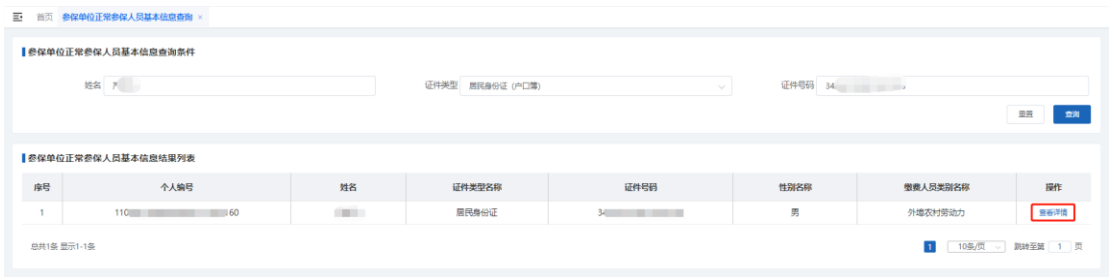 首页 参保单位正常参保人员基本信息查询 ×
参保单位正常参保人员基本信息查询条件
姓名 证件类型 居民身份证（户口簿） 证件号码 34
重置 查询
参保单位正常参保人员基本信息结果列表
序号 个人编号 姓名 证件类型名称 证件号码 性别名称 缴费人员类别名称 操作
1 110 60 居民身份证 34 男 外埠农村劳动力 查看详情
总共1条 显示1-1条 1 10条/页 跳转至第 1 页